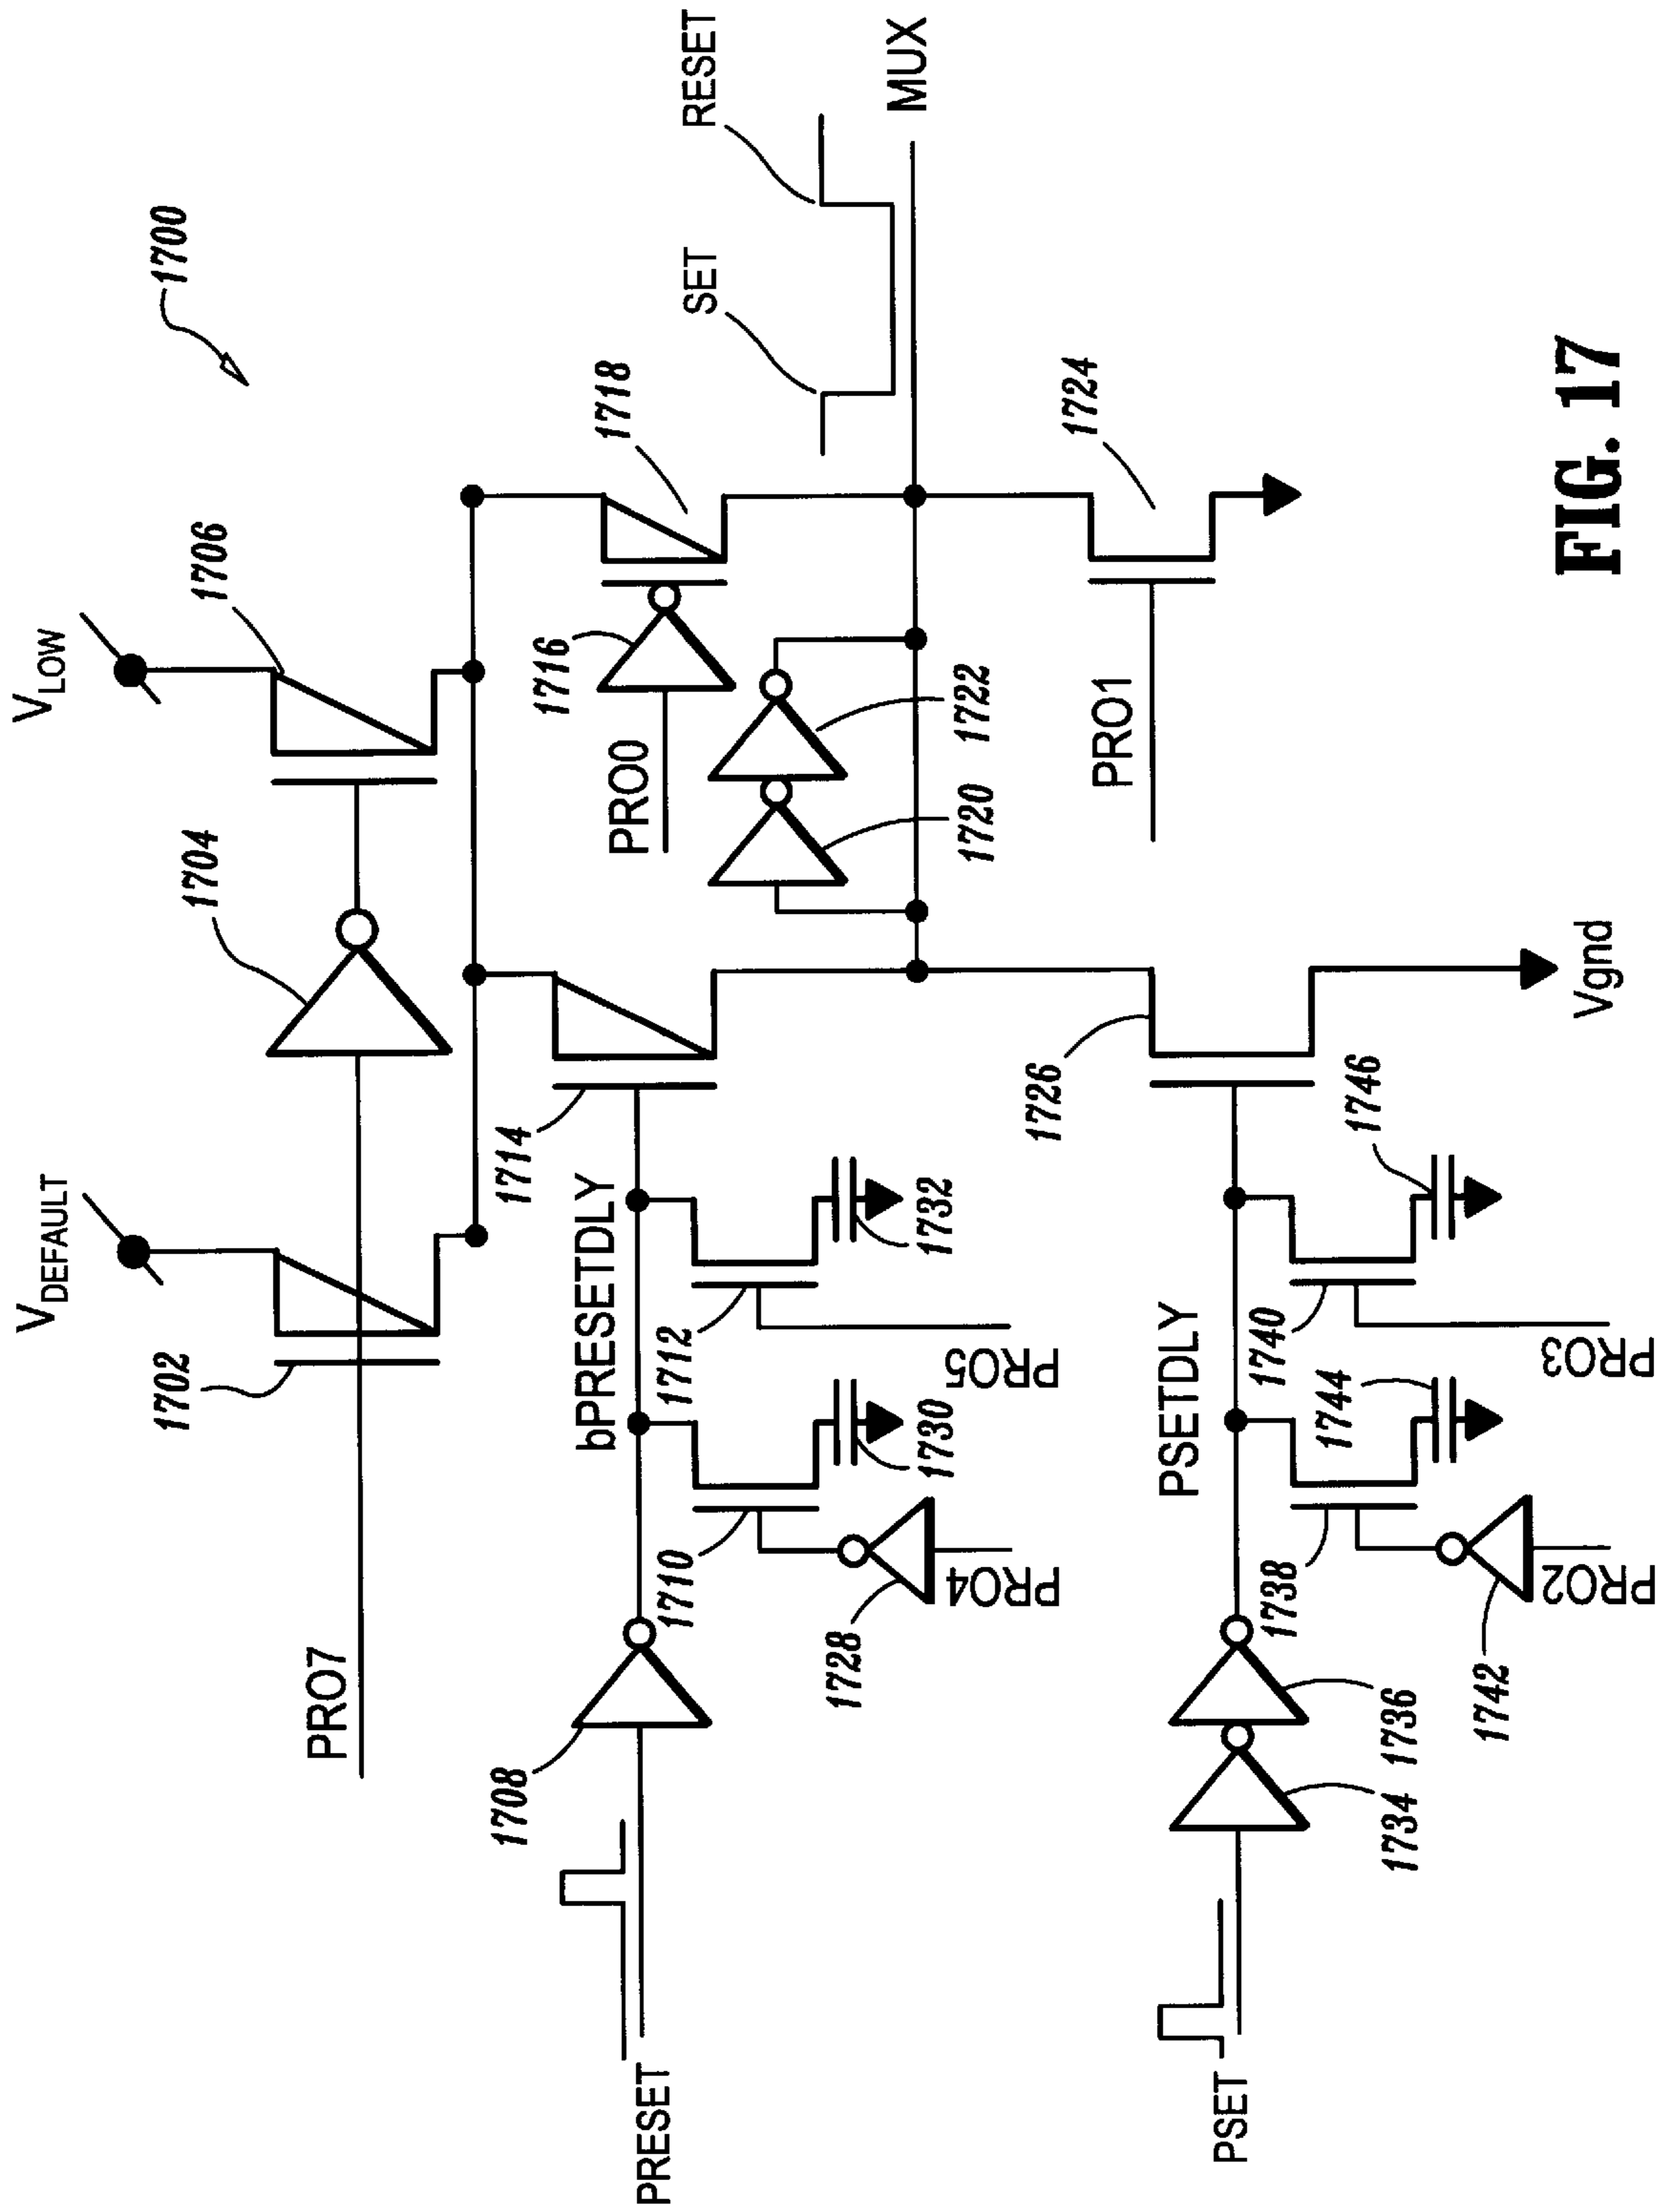 1700
V DEFAULT
V LOW
1702
1704
1706
PRO7
RESET
SET
MUX
1714
1716
1718
PRO0
bPRESETDLY
1708
1710
1712
1720
1722
1724
PRO1
PRESET
1728
PRO4
1730
PRO5
1732
1726
PSETDLY
Vgnd
PSET
1734
1736
1738
1740
1742
PRO2
1744
PRO3
1746
FIG. 17